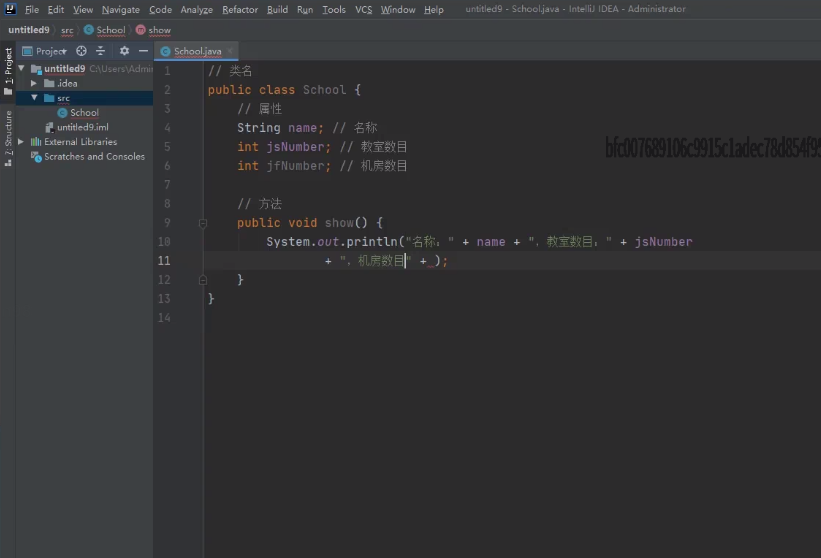 File Edit View Navigate Code Analyze Refactor Build Run Tools VCS Window Help untitled9 - School.java - IntelliJ IDEA - Administrator
untitled9 src School show
Project
School.java
1: Project
7: Structure
untitled9 C:\Users\Admi
.idea
src
School
untitled9.iml
External Libraries
Scratches and Consoles
1 // 类名
2 public class School {
3 // 属性
4 String name; // 名称
5 int jsNumber; // 教室数目
6 int jfNumber; // 机房数目
7
8 // 方法
9 public void show() {
10 System.out.println("名称：" + name + "，教室数目：" + jsNumber
11 + "，机房数目" + );
12 }
13 }
14
bfc007689106c9915c1adec78d854f95